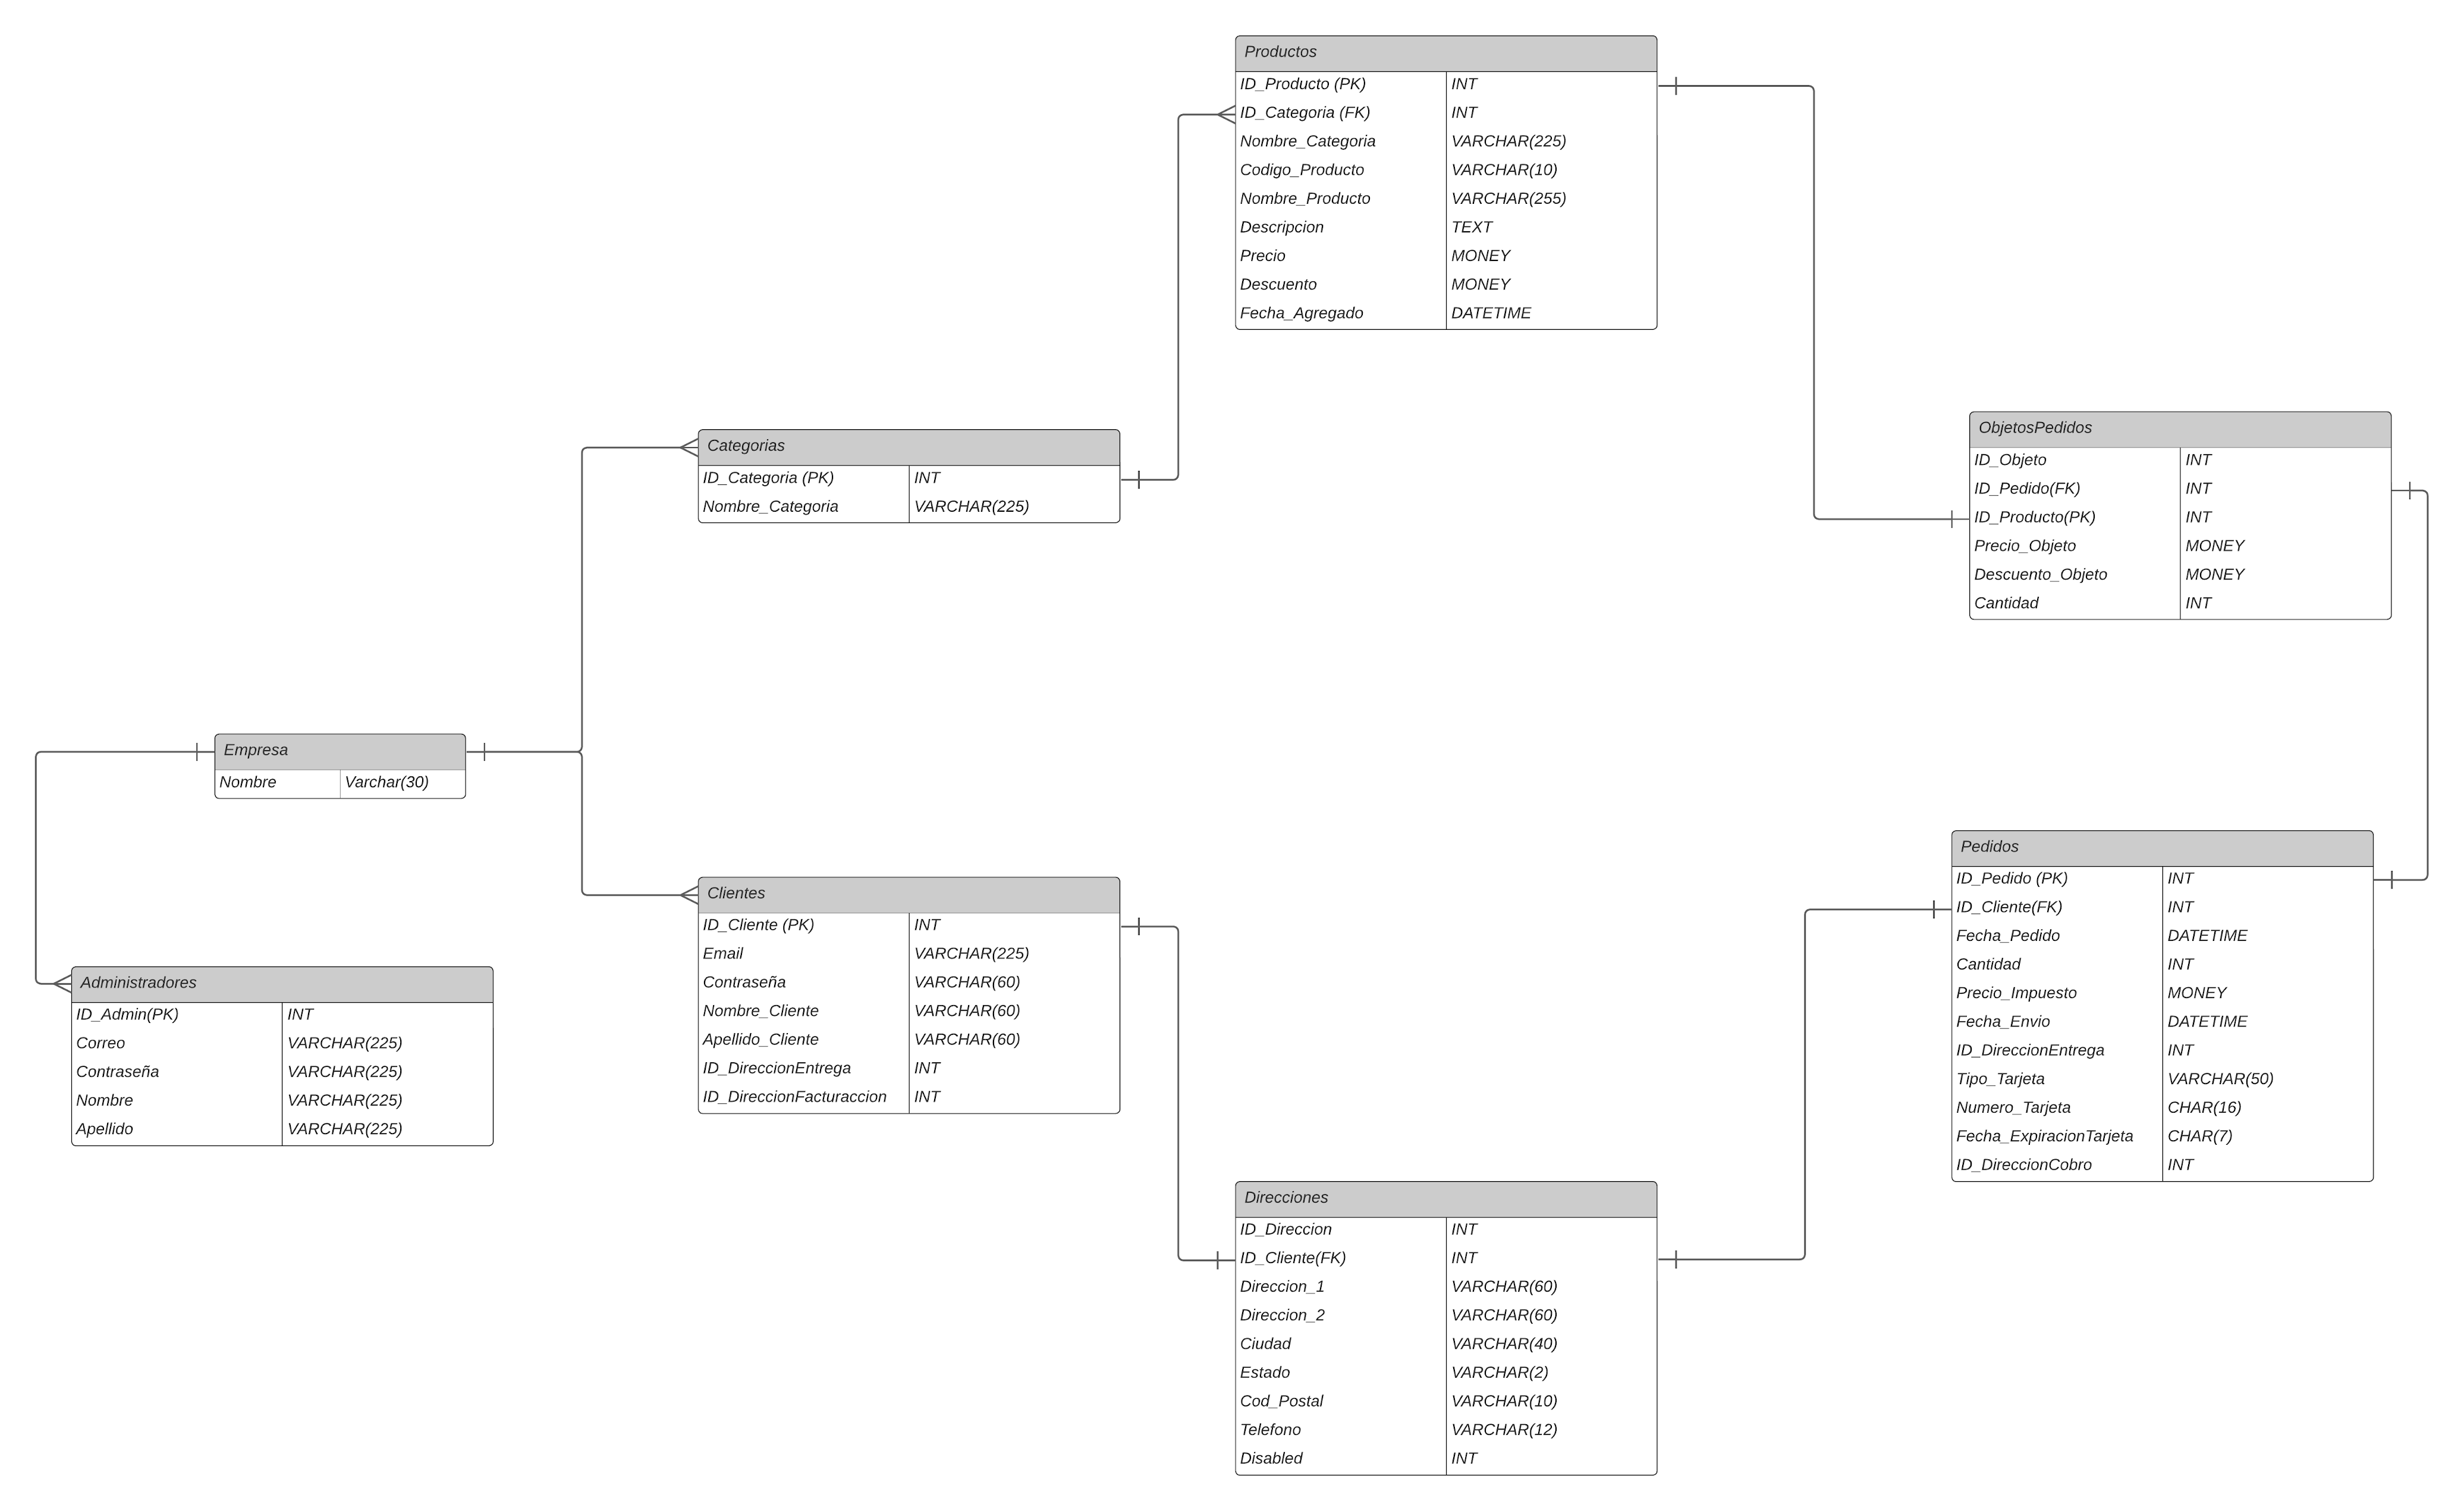 Productos
ID_Producto (PK) INT
ID_Categoria (FK) INT
Nombre_Categoria VARCHAR(225)
Codigo_Producto VARCHAR(10)
Nombre_Producto VARCHAR(255)
Descripcion TEXT
Precio MONEY
Descuento MONEY
Fecha_Agregado DATETIME
Categorias
ID_Categoria (PK) INT
Nombre_Categoria VARCHAR(225)
ObjetosPedidos
ID_Objeto INT
ID_Pedido(FK) INT
ID_Producto(PK) INT
Precio_Objeto MONEY
Descuento_Objeto MONEY
Cantidad INT
Empresa
Nombre Varchar(30)
Administradores
ID_Admin(PK) INT
Correo VARCHAR(225)
Contraseña VARCHAR(225)
Nombre VARCHAR(225)
Apellido VARCHAR(225)
Clientes
ID_Cliente (PK) INT
Email VARCHAR(225)
Contraseña VARCHAR(60)
Nombre_Cliente VARCHAR(60)
Apellido_Cliente VARCHAR(60)
ID_DireccionEntrega INT
ID_DireccionFacturaccion INT
Pedidos
ID_Pedido (PK) INT
ID_Cliente(FK) INT
Fecha_Pedido DATETIME
Cantidad INT
Precio_Impuesto MONEY
Fecha_Envio DATETIME
ID_DireccionEntrega INT
Tipo_Tarjeta VARCHAR(50)
Numero_Tarjeta CHAR(16)
Fecha_ExpiracionTarjeta CHAR(7)
ID_DireccionCobro INT
Direcciones
ID_Direccion INT
ID_Cliente(FK) INT
Direccion_1 VARCHAR(60)
Direccion_2 VARCHAR(60)
Ciudad VARCHAR(40)
Estado VARCHAR(2)
Cod_Postal VARCHAR(10)
Telefono VARCHAR(12)
Disabled INT